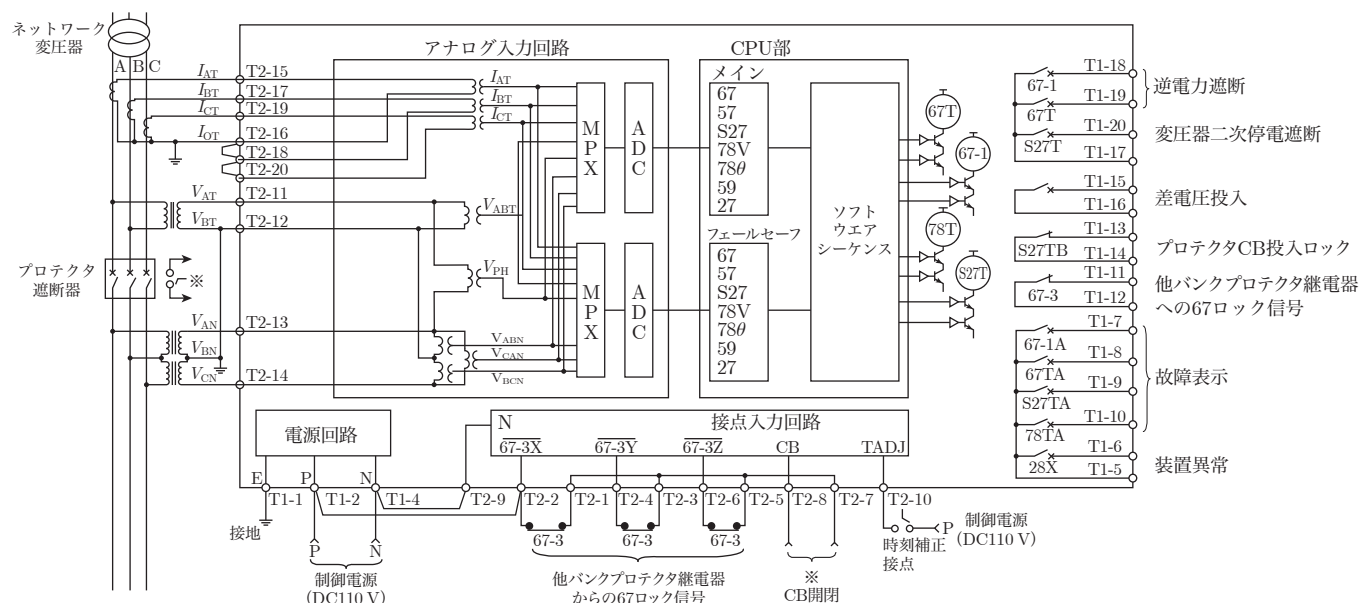 ネットワーク
変圧器
A B C
I_AT
T2-15
I_BT
T2-17
I_CT
T2-19
I_OT
T2-16
T2-18
T2-20
V_AT
T2-11
V_BT
T2-12
プロテクタ
遮断器
※
V_AN
T2-13
V_BN
V_CN
T2-14
アナログ入力回路
I_AT
I_BT
I_CT
V_ABT
V_PH
V_ABN
V_CAN
V_BCN
MPX
ADC
MPX
ADC
CPU部
メイン
67
57
S27
78V
78θ
59
27
フェールセーフ
67
57
S27
78V
78θ
59
27
ソフト
ウエア
シーケンス
67T
67-1
78T
S27T
T1-18
67-1
T1-19
67T
逆電力遮断
T1-20
S27T
変圧器二次停電遮断
T1-17
T1-15
差電圧投入
T1-16
T1-13
S27TB
プロテクタCB投入ロック
T1-14
T1-11
67-3
他バンクプロテクタ継電器
への67ロック信号
T1-12
T1-7
67-1A
T1-8
67TA
T1-9
S27TA
T1-10
78TA
故障表示
T1-6
28X
装置異常
T1-5
電源回路
E P N
N
接点入力回路
67-3X 67-3Y 67-3Z CB TADJ
T1-1 T1-2 T1-4 T2-9 T2-2 T2-1 T2-4 T2-3 T2-6 T2-5 T2-8 T2-7 T2-10
接地
P N
制御電源
(DC110 V)
67-3 67-3 67-3
他バンクプロテクタ継電器
からの67ロック信号
※
CB開閉
時刻補正
接点
P
制御電源
(DC110 V)